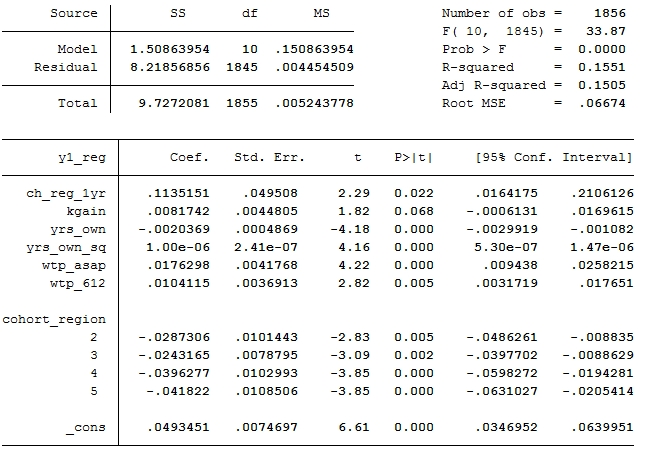 Source SS df MS Number of obs = 1856
F( 10, 1845) = 33.87
Model 1.50863954 10 .150863954 Prob > F = 0.0000
Residual 8.21856856 1845 .004454509 R-squared = 0.1551
Adj R-squared = 0.1505
Total 9.7272081 1855 .005243778 Root MSE = .06674
y1_reg Coef. Std. Err. t P>|t| [95% Conf. Interval]
ch_reg_1yr .1135151 .049508 2.29 0.022 .0164175 .2106126
kgain .0081742 .0044805 1.82 0.068 -.0006131 .0169615
yrs_own -.0020369 .0004869 -4.18 0.000 -.0029919 -.001082
yrs_own_sq 1.00e-06 2.41e-07 4.16 0.000 5.30e-07 1.47e-06
wtp_asap .0176298 .0041768 4.22 0.000 .009438 .0258215
wtp_612 .0104115 .0036913 2.82 0.005 .0031719 .017651
cohort_region
2 -.0287306 .0101443 -2.83 0.005 -.0486261 -.008835
3 -.0243165 .0078795 -3.09 0.002 -.0397702 -.0088629
4 -.0396277 .0102993 -3.85 0.000 -.0598272 -.0194281
5 -.041822 .0108506 -3.85 0.000 -.0631027 -.0205414
_cons .0493451 .0074697 6.61 0.000 .0346952 .0639951